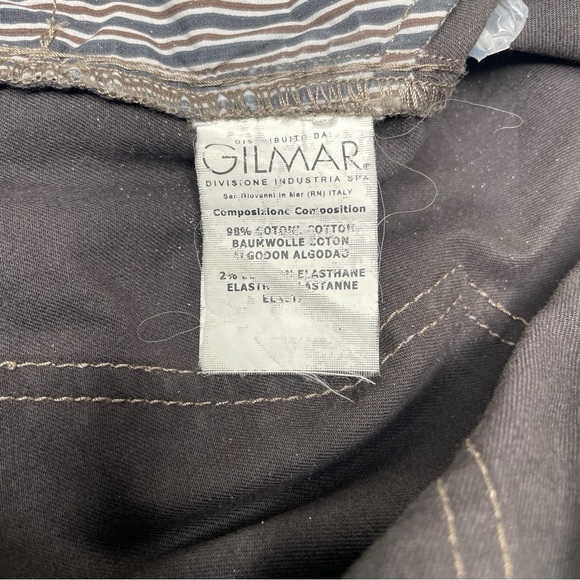 DISTRIBUITO DA:
GILMAR®
DIVISIONE INDUSTRIA SPA
San Giovanni in Mar (RN) ITALY
Composizione Composition
98% COTONE COTTON
BAUMWOLLE COTON
ALGODON ALGODAO
2% ELASTHANE
ELASTANNE